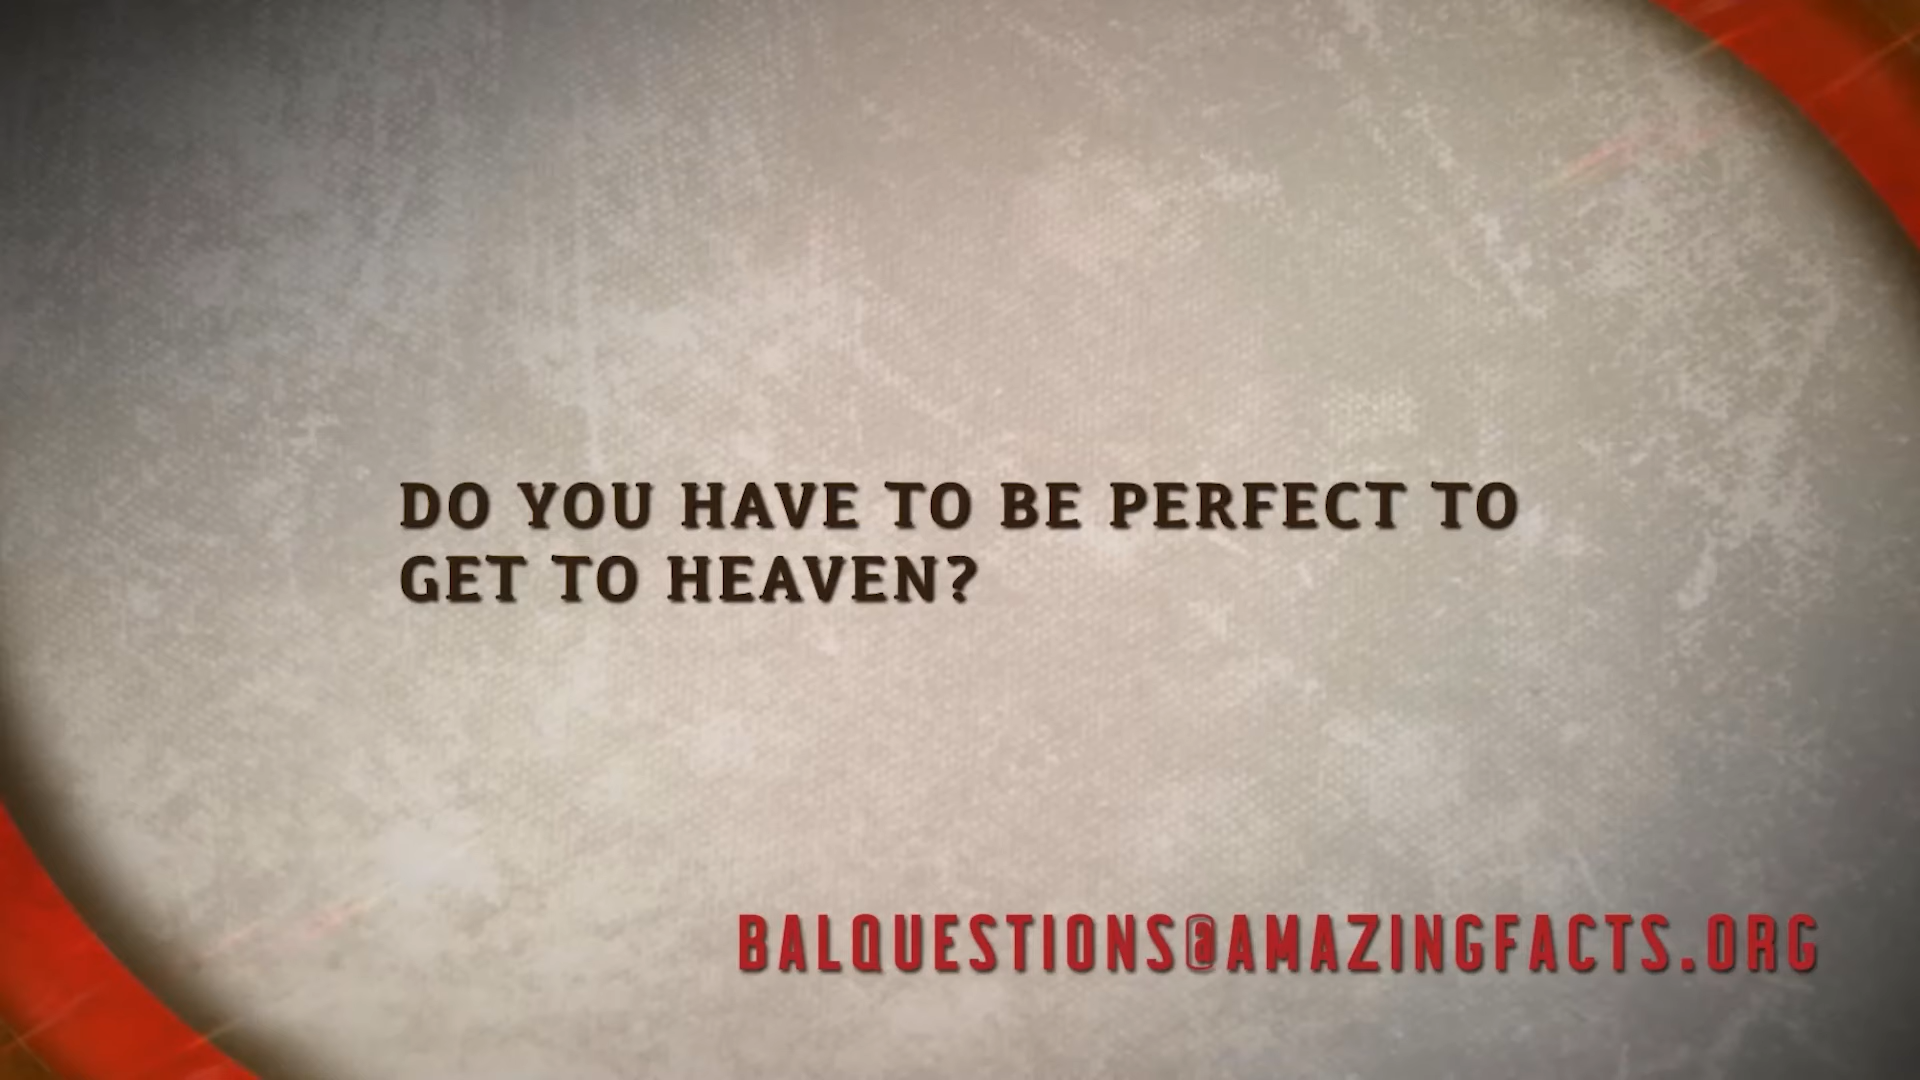 DO YOU HAVE TO BE PERFECT TO
GET TO HEAVEN?
BALQUESTIONS@AMAZINGFACTS.ORG